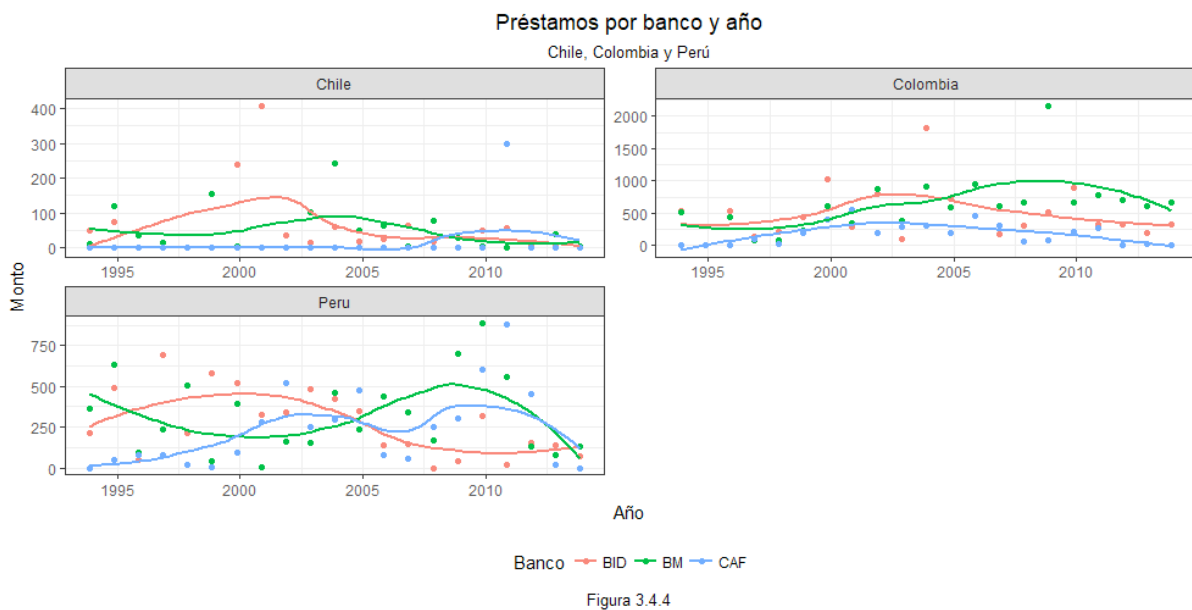 Préstamos por banco y año
Chile, Colombia y Perú
Chile
Colombia
400
300
200
100
0
1995 2000 2005 2010
2000
1500
1000
500
0
1995 2000 2005 2010
Monto
Peru
750
500
250
0
1995 2000 2005 2010
Año
Banco BID BM CAF
Figura 3.4.4